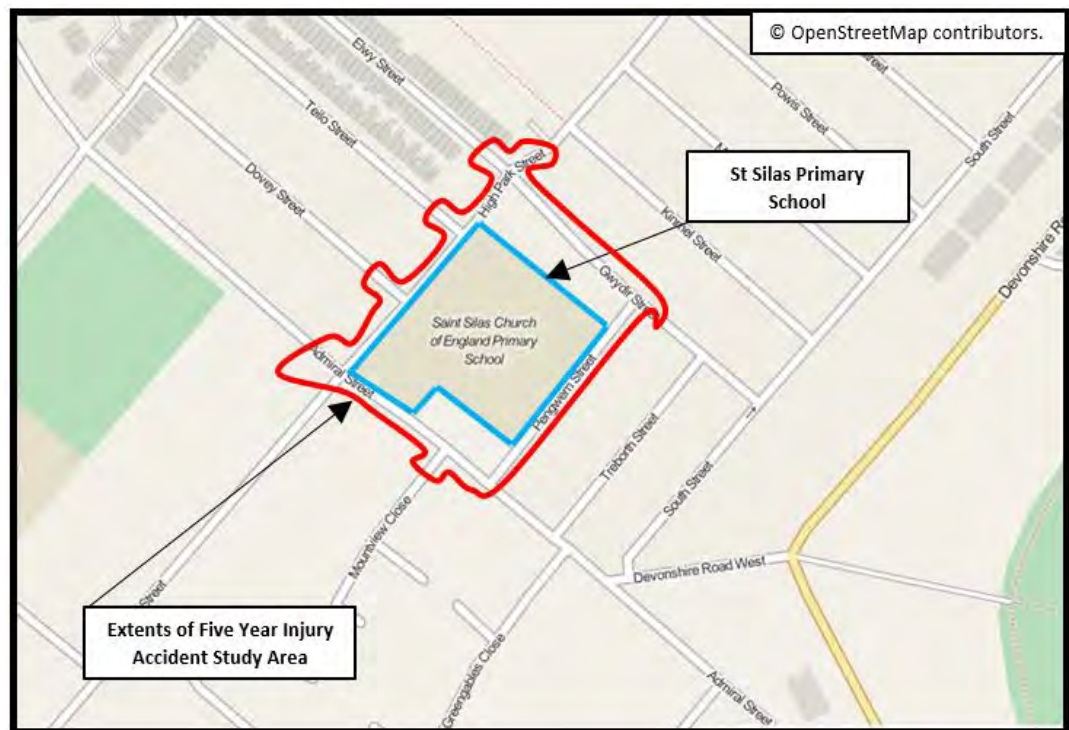 © OpenStreetMap contributors.
Elwy Street
Teilo Street
Dovey Street
High Park Street
Powis Street
South Street
St Silas Primary
School
Kinmel Street
Devonshire Ro
Gwydir Street
Saint Silas Church
of England Primary
School
Admiral Street
Pengwern Street
Treborth Street
South Street
Mountview Close
Devonshire Road West
Street
Extents of Five Year Injury
Accident Study Area
Greengables Close
Admiral Street